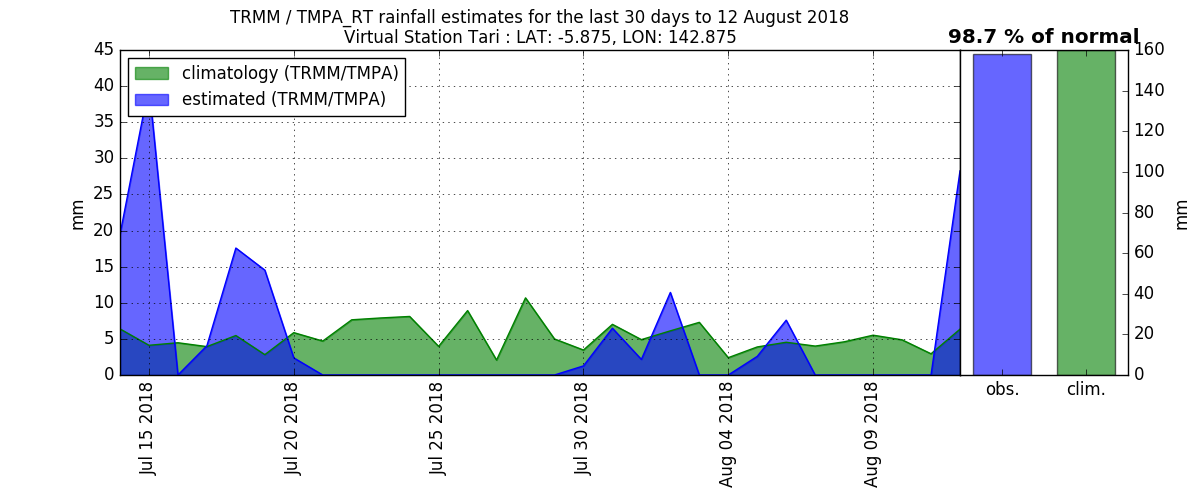 TRMM / TMPA_RT rainfall estimates for the last 30 days to 12 August 2018
Virtual Station Tari : LAT: -5.875, LON: 142.875
98.7 % of normal
climatology (TRMM/TMPA)
estimated (TRMM/TMPA)
mm
45
40
35
30
25
20
15
10
5
0
Jul 15 2018
Jul 20 2018
Jul 25 2018
Jul 30 2018
Aug 04 2018
Aug 09 2018
160
140
120
100
80
60
40
20
0
mm
obs.
clim.